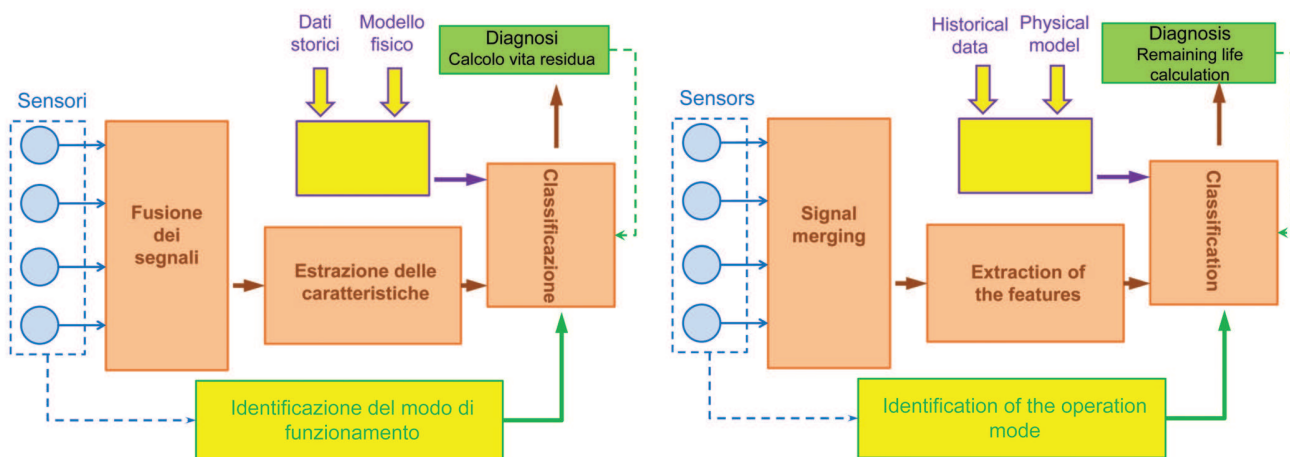 Dati
storici
Modello
fisico
Diagnosi
Calcolo vita residua
Sensori
Fusione
dei
segnali
Estrazione delle
caratteristiche
Classificazione
Identificazione del modo di
funzionamento
Historical
data
Physical
model
Diagnosis
Remaining life
calculation
Sensors
Signal
merging
Extraction of
the features
Classification
Identification of the operation
mode